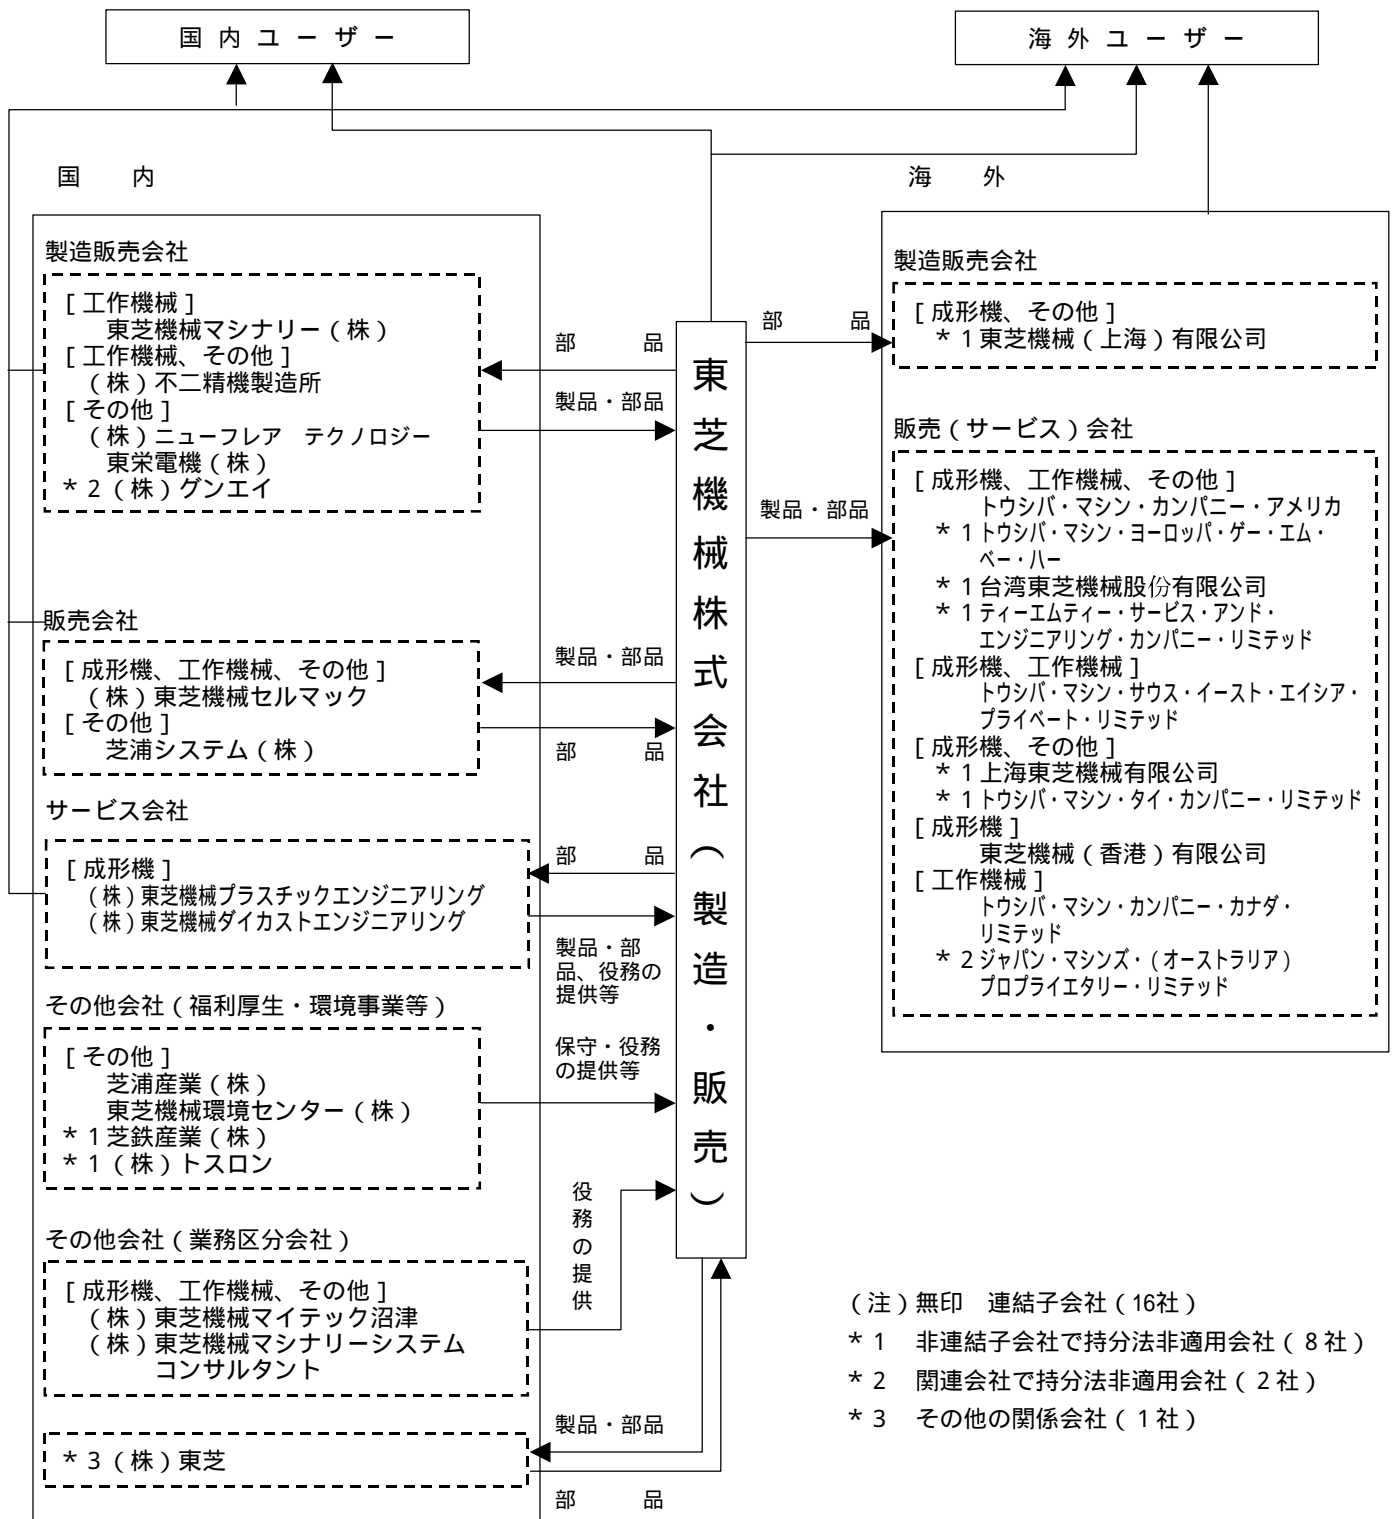 国内ユーザー
海外ユーザー
国 内
製造販売会社
[工作機械]
東芝機械マシナリー(株)
[工作機械、その他]
(株)不二精機製造所
[その他]
(株)ニューフレア テクノロジー
東栄電機(株)
*2(株)グンエイ
販売会社
[成形機、工作機械、その他]
(株)東芝機械セルマック
[その他]
芝浦システム(株)
サービス会社
[成形機]
(株)東芝機械プラスチックエンジニアリング
(株)東芝機械ダイカストエンジニアリング
その他会社(福利厚生・環境事業等)
[その他]
芝浦産業(株)
東芝機械環境センター(株)
*1芝鉄産業(株)
*1(株)トスロン
その他会社(業務区分会社)
[成形機、工作機械、その他]
(株)東芝機械マイテック沼津
(株)東芝機械マシナリーシステム
コンサルタント
*3(株)東芝
部 品
製品・部品
製品・部品
部 品
部 品
製品・部
品、役務の
提供等
保守・役務
の提供等
役務の提供
製品・部品
部 品
東芝機械株式会社(製造・販売)
部 品
製品・部品
海 外
製造販売会社
[成形機、その他]
*1東芝機械(上海)有限公司
販売(サービス)会社
[成形機、工作機械、その他]
トウシバ・マシン・カンパニー・アメリカ
*1トウシバ・マシン・ヨーロッパ・ゲー・エム・
ベー・ハー
*1台湾東芝機械股份有限公司
*1ティーエムティー・サービス・アンド・
エンジニアリング・カンパニー・リミテッド
[成形機、工作機械]
トウシバ・マシン・サウス・イースト・エイシア・
プライベート・リミテッド
[成形機、その他]
*1上海東芝機械有限公司
*1トウシバ・マシン・タイ・カンパニー・リミテッド
[成形機]
東芝機械(香港)有限公司
[工作機械]
トウシバ・マシン・カンパニー・カナダ・
リミテッド
*2ジャパン・マシンズ・(オーストラリア)
プロプライエタリー・リミテッド
(注)無印 連結子会社(16社)
*1 非連結子会社で持分法非適用会社(8社)
*2 関連会社で持分法非適用会社(2社)
*3 その他の関係会社(1社)